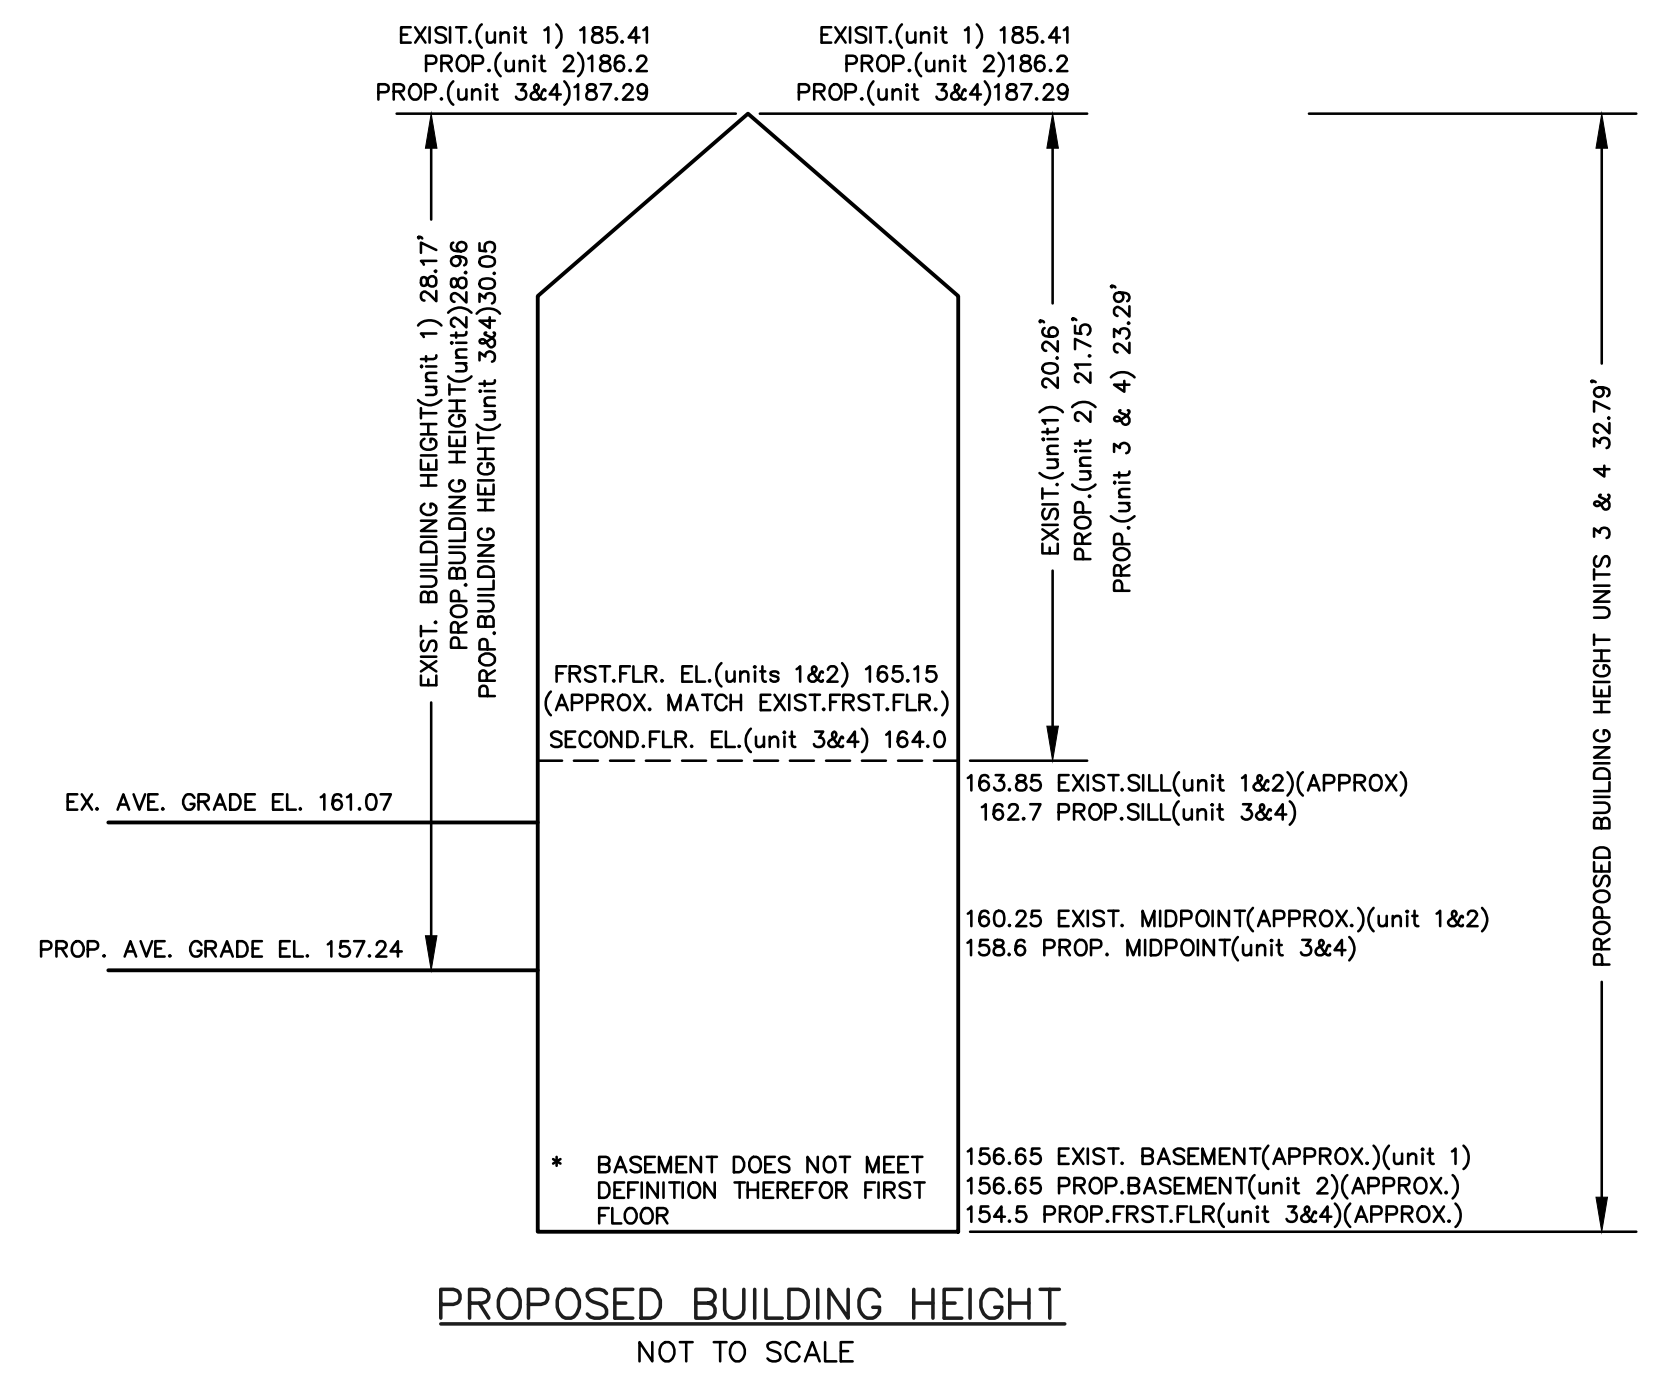 EXISIT.(unit 1) 185.41
PROP.(unit 2)186.2
PROP.(unit 3&4)187.29
EXISIT.(unit 1) 185.41
PROP.(unit 2)186.2
PROP.(unit 3&4)187.29
EXIST. BUILDING HEIGHT(unit 1) 28.17'
PROP.BUILDING HEIGHT(unit2)28.96
PROP.BUILDING HEIGHT(unit 3&4)30.05
EXISIT.(unit1) 20.26'
PROP.(unit 2) 21.75'
PROP.(unit 3 & 4) 23.29'
PROPOSED BUILDING HEIGHT UNITS 3 & 4 32.79'
FRST.FLR. EL.(units 1&2) 165.15
(APPROX. MATCH EXIST.FRST.FLR.)
SECOND.FLR. EL.(unit 3&4) 164.0
163.85 EXIST.SILL(unit 1&2)(APPROX)
162.7 PROP.SILL(unit 3&4)
EX. AVE. GRADE EL. 161.07
160.25 EXIST. MIDPOINT(APPROX.)(unit 1&2)
158.6 PROP. MIDPOINT(unit 3&4)
PROP. AVE. GRADE EL. 157.24
* BASEMENT DOES NOT MEET
DEFINITION THEREFOR FIRST
FLOOR
156.65 EXIST. BASEMENT(APPROX.)(unit 1)
156.65 PROP.BASEMENT(unit 2)(APPROX.)
154.5 PROP.FRST.FLR(unit 3&4)(APPROX.)
PROPOSED BUILDING HEIGHT
NOT TO SCALE